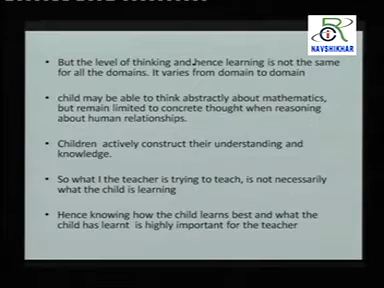 NAVSHIKHAR
• But the level of thinking and hence learning is not the same
for all the domains. It varies from domain to domain
• child may be able to think abstractly about mathematics,
but remain limited to concrete thought when reasoning
about human relationships.
• Children actively construct their understanding and
knowledge.
• So what I the teacher is trying to teach, is not necessarily
what the child is learning
• Hence knowing how the child learns best and what the
child has learnt is highly important for the teacher